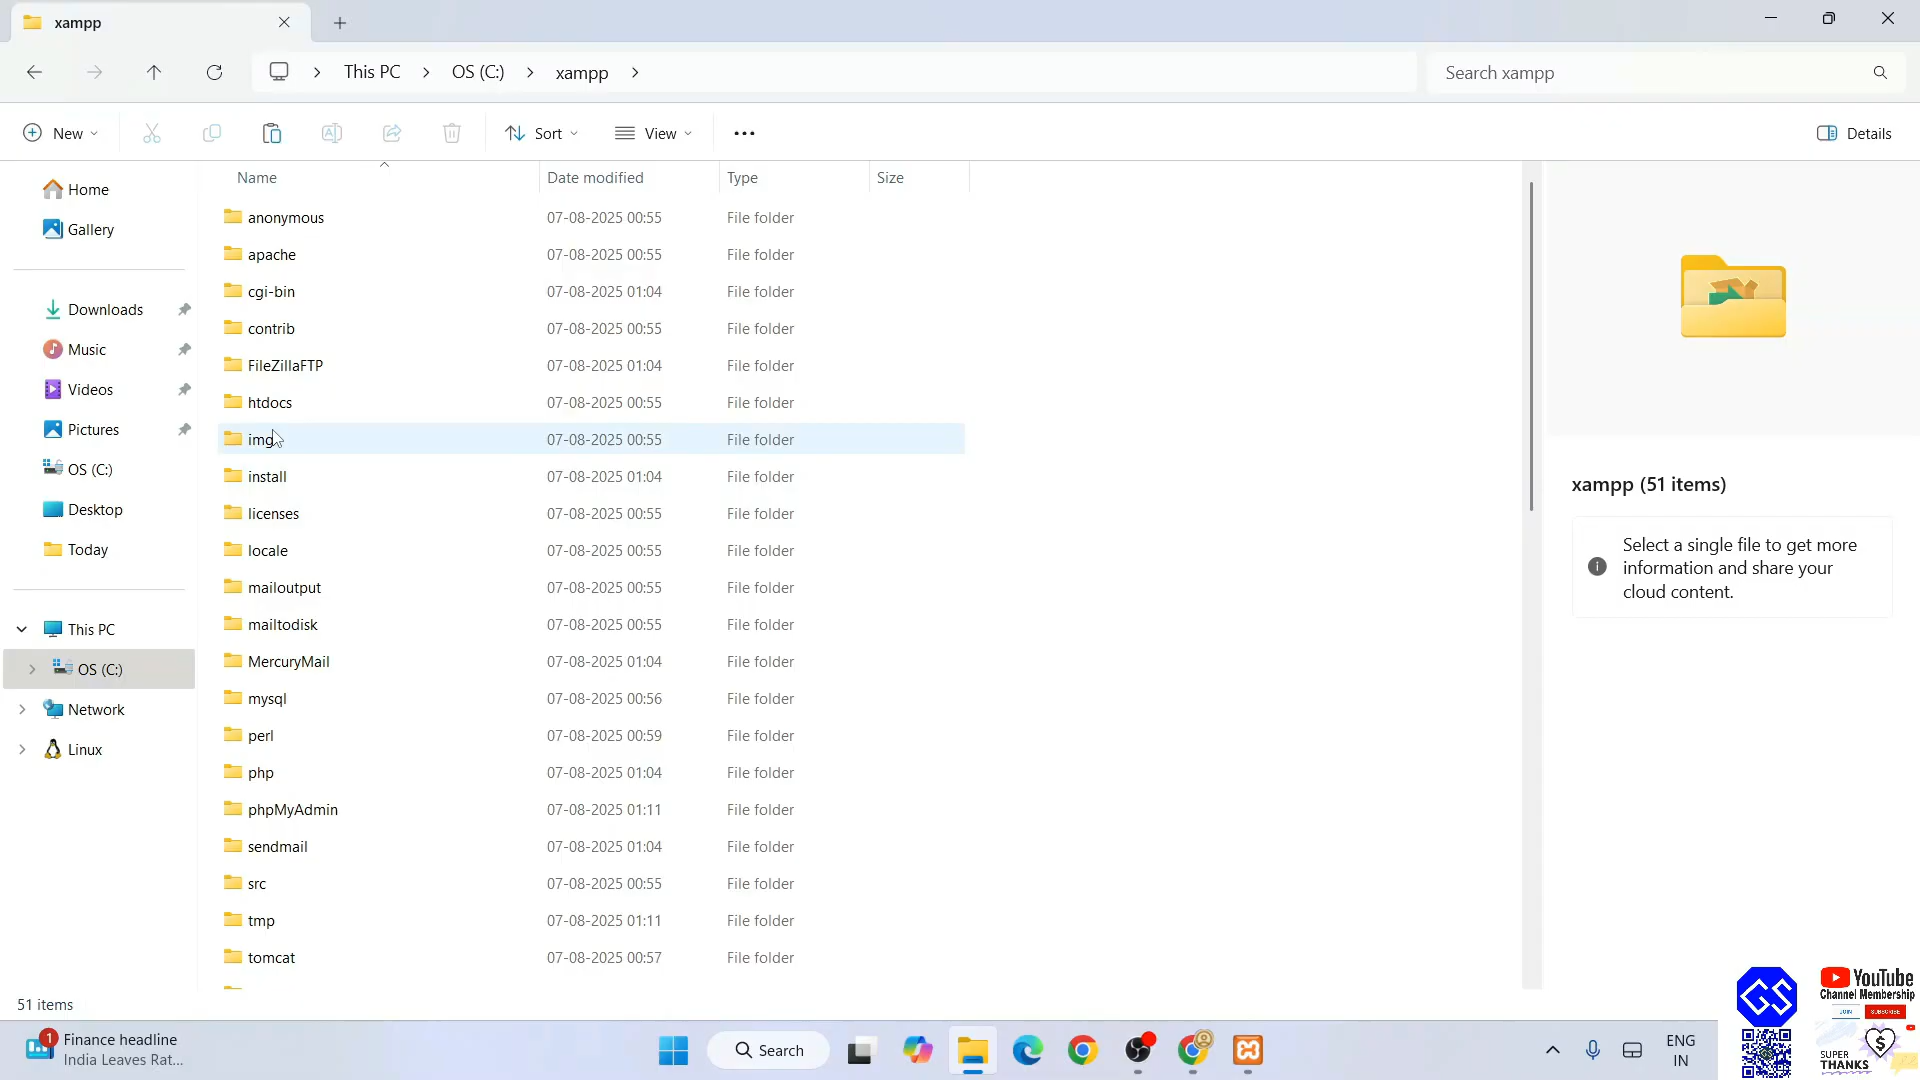 xampp
This PC > OS (C:) > xampp >
Search xampp
New
Sort
View
Details
Name
Date modified
Type
Size
Home
Gallery
Downloads
Music
Videos
Pictures
OS (C:)
Desktop
Today
This PC
OS (C:)
Network
Linux
anonymous 07-08-2025 00:55 File folder
apache 07-08-2025 00:55 File folder
cgi-bin 07-08-2025 01:04 File folder
contrib 07-08-2025 00:55 File folder
FileZillaFTP 07-08-2025 01:04 File folder
htdocs 07-08-2025 00:55 File folder
img 07-08-2025 00:55 File folder
install 07-08-2025 01:04 File folder
licenses 07-08-2025 00:55 File folder
locale 07-08-2025 00:55 File folder
mailoutput 07-08-2025 00:55 File folder
mailtodisk 07-08-2025 00:55 File folder
MercuryMail 07-08-2025 01:04 File folder
mysql 07-08-2025 00:56 File folder
perl 07-08-2025 00:59 File folder
php 07-08-2025 01:04 File folder
phpMyAdmin 07-08-2025 01:11 File folder
sendmail 07-08-2025 01:04 File folder
src 07-08-2025 00:55 File folder
tmp 07-08-2025 01:11 File folder
tomcat 07-08-2025 00:57 File folder
xampp (51 items)
Select a single file to get more
information and share your
cloud content.
51 items
1
Finance headline
India Leaves Rat...
Search
ENG
IN
GS
YouTube
Channel Membership
JOIN
SUBSCRIBE
SUPER
THANKS
$